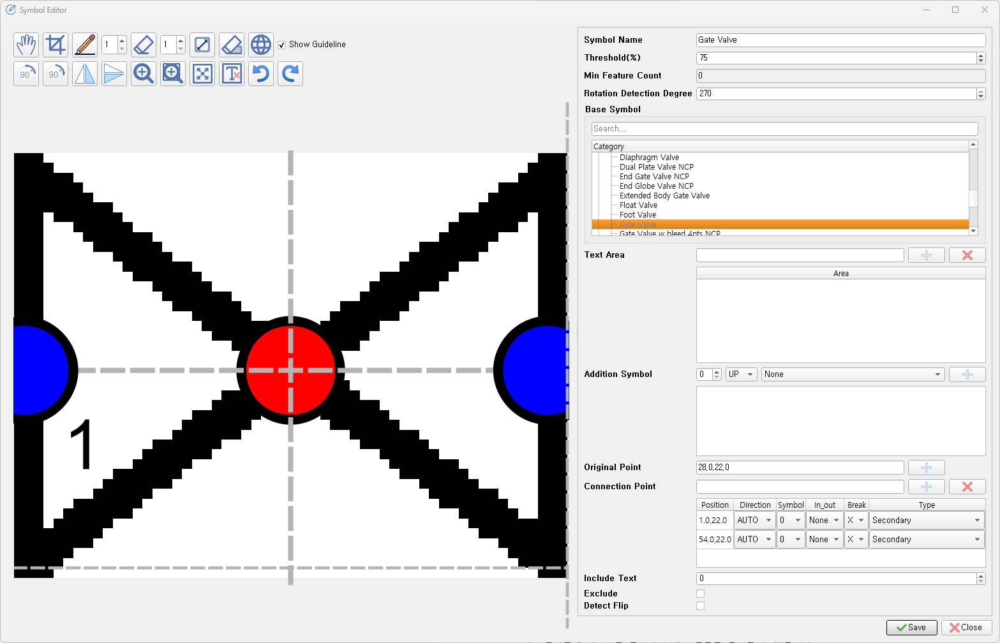 Symbol Editor
1
1
Show Guideline
90°
90°
1
Symbol Name
Gate Valve
Threshold(%)
75
Min Feature Count
0
Rotation Detection Degree
270
Base Symbol
Search...
Category
Diaphragm Valve
Dual Plate Valve NCP
End Gate Valve NCP
End Globe Valve NCP
Extended Body Gate Valve
Float Valve
Foot Valve
Gate Valve
Gate Valve w bleed 4pts NCP
Text Area
Area
Addition Symbol
0 UP None
Original Point
28,0,22,0
Connection Point
Position Direction Symbol In_out Break Type
1.0,22.0 AUTO 0 None X Secondary
54.0,22.0 AUTO 0 None X Secondary
Include Text
0
Exclude
Detect Flip
Save
Close